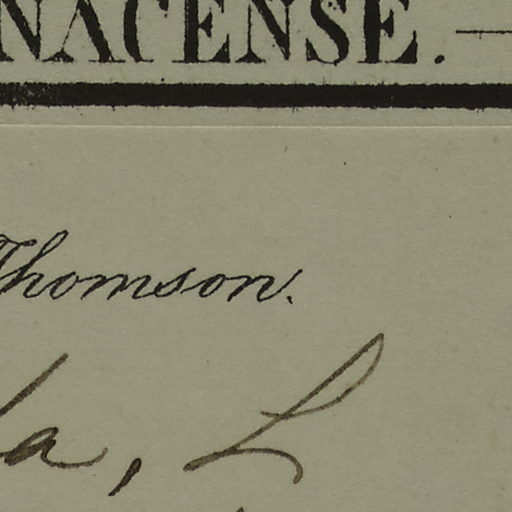 NACENSE. —
Thomson.
a, L